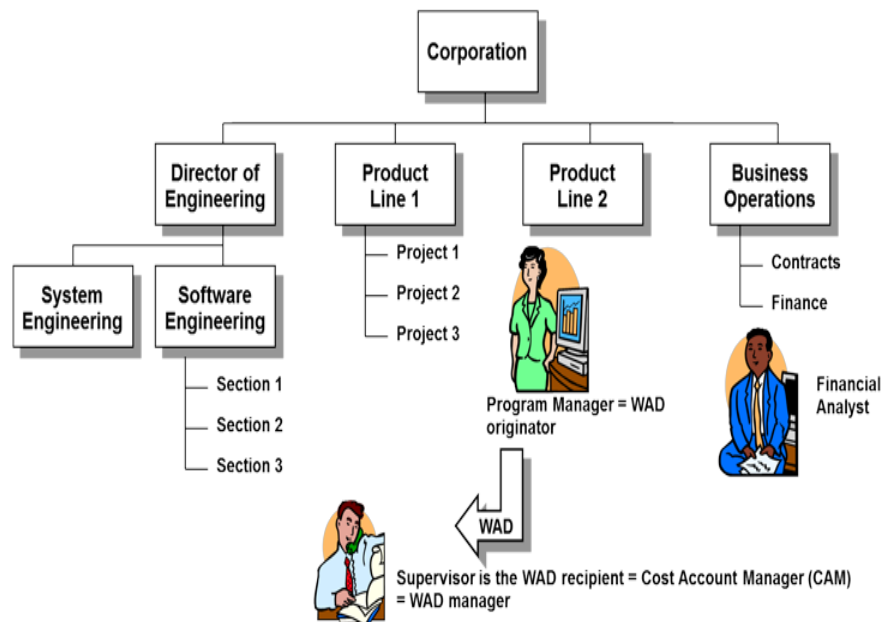 Corporation
Director of
Engineering
Product
Line 1
Product
Line 2
Business
Operations
System
Engineering
Software
Engineering
Project 1
Project 2
Project 3
Contracts
Finance
Section 1
Section 2
Section 3
Program Manager = WAD
originator
Financial
Analyst
WAD
Supervisor is the WAD recipient = Cost Account Manager (CAM)
= WAD manager